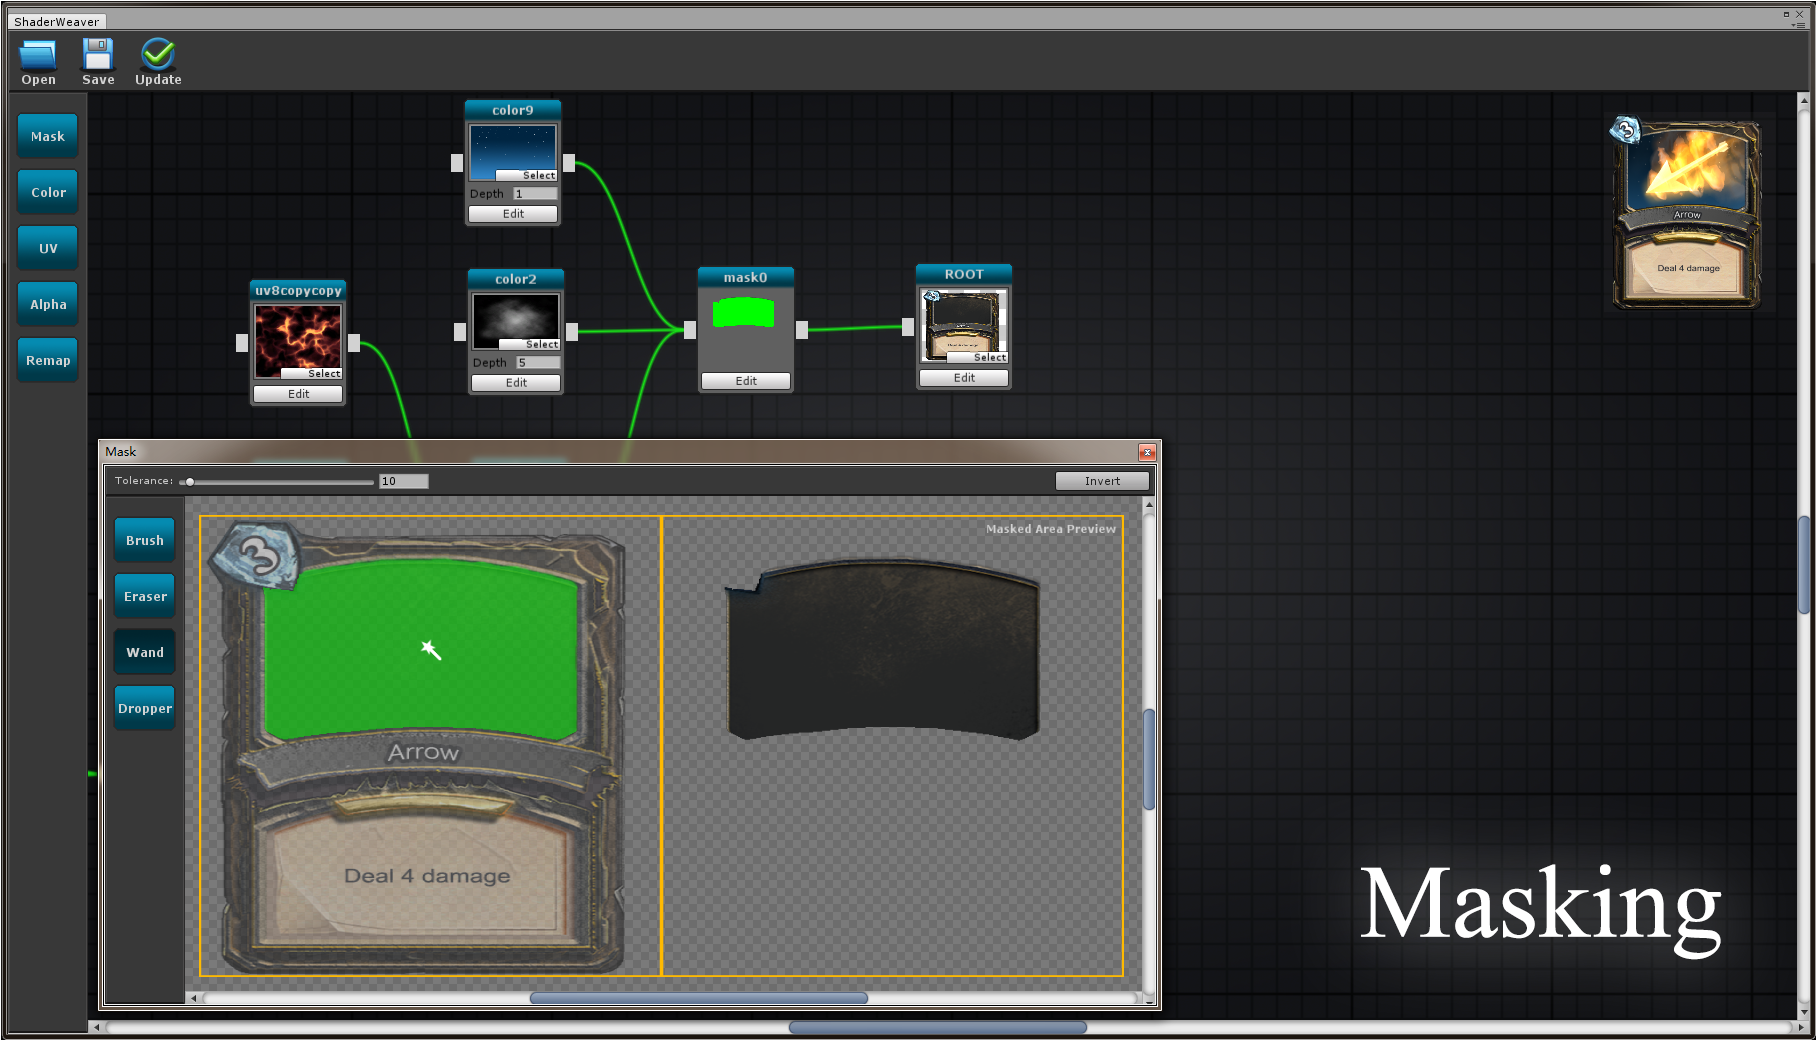 ShaderWeaver
Open Save Update
Mask
Color
UV
Alpha
Remap
color9
Select
Depth 1
Edit
uv8copycopy
Select
Edit
color2
Select
Depth 5
Edit
mask0
Edit
ROOT
Select
Edit
3
Arrow
Deal 4 damage
Mask
Tolerance: 10 Invert
Brush
Eraser
Wand
Dropper
3
Arrow
Deal 4 damage
Masked Area Preview
Masking